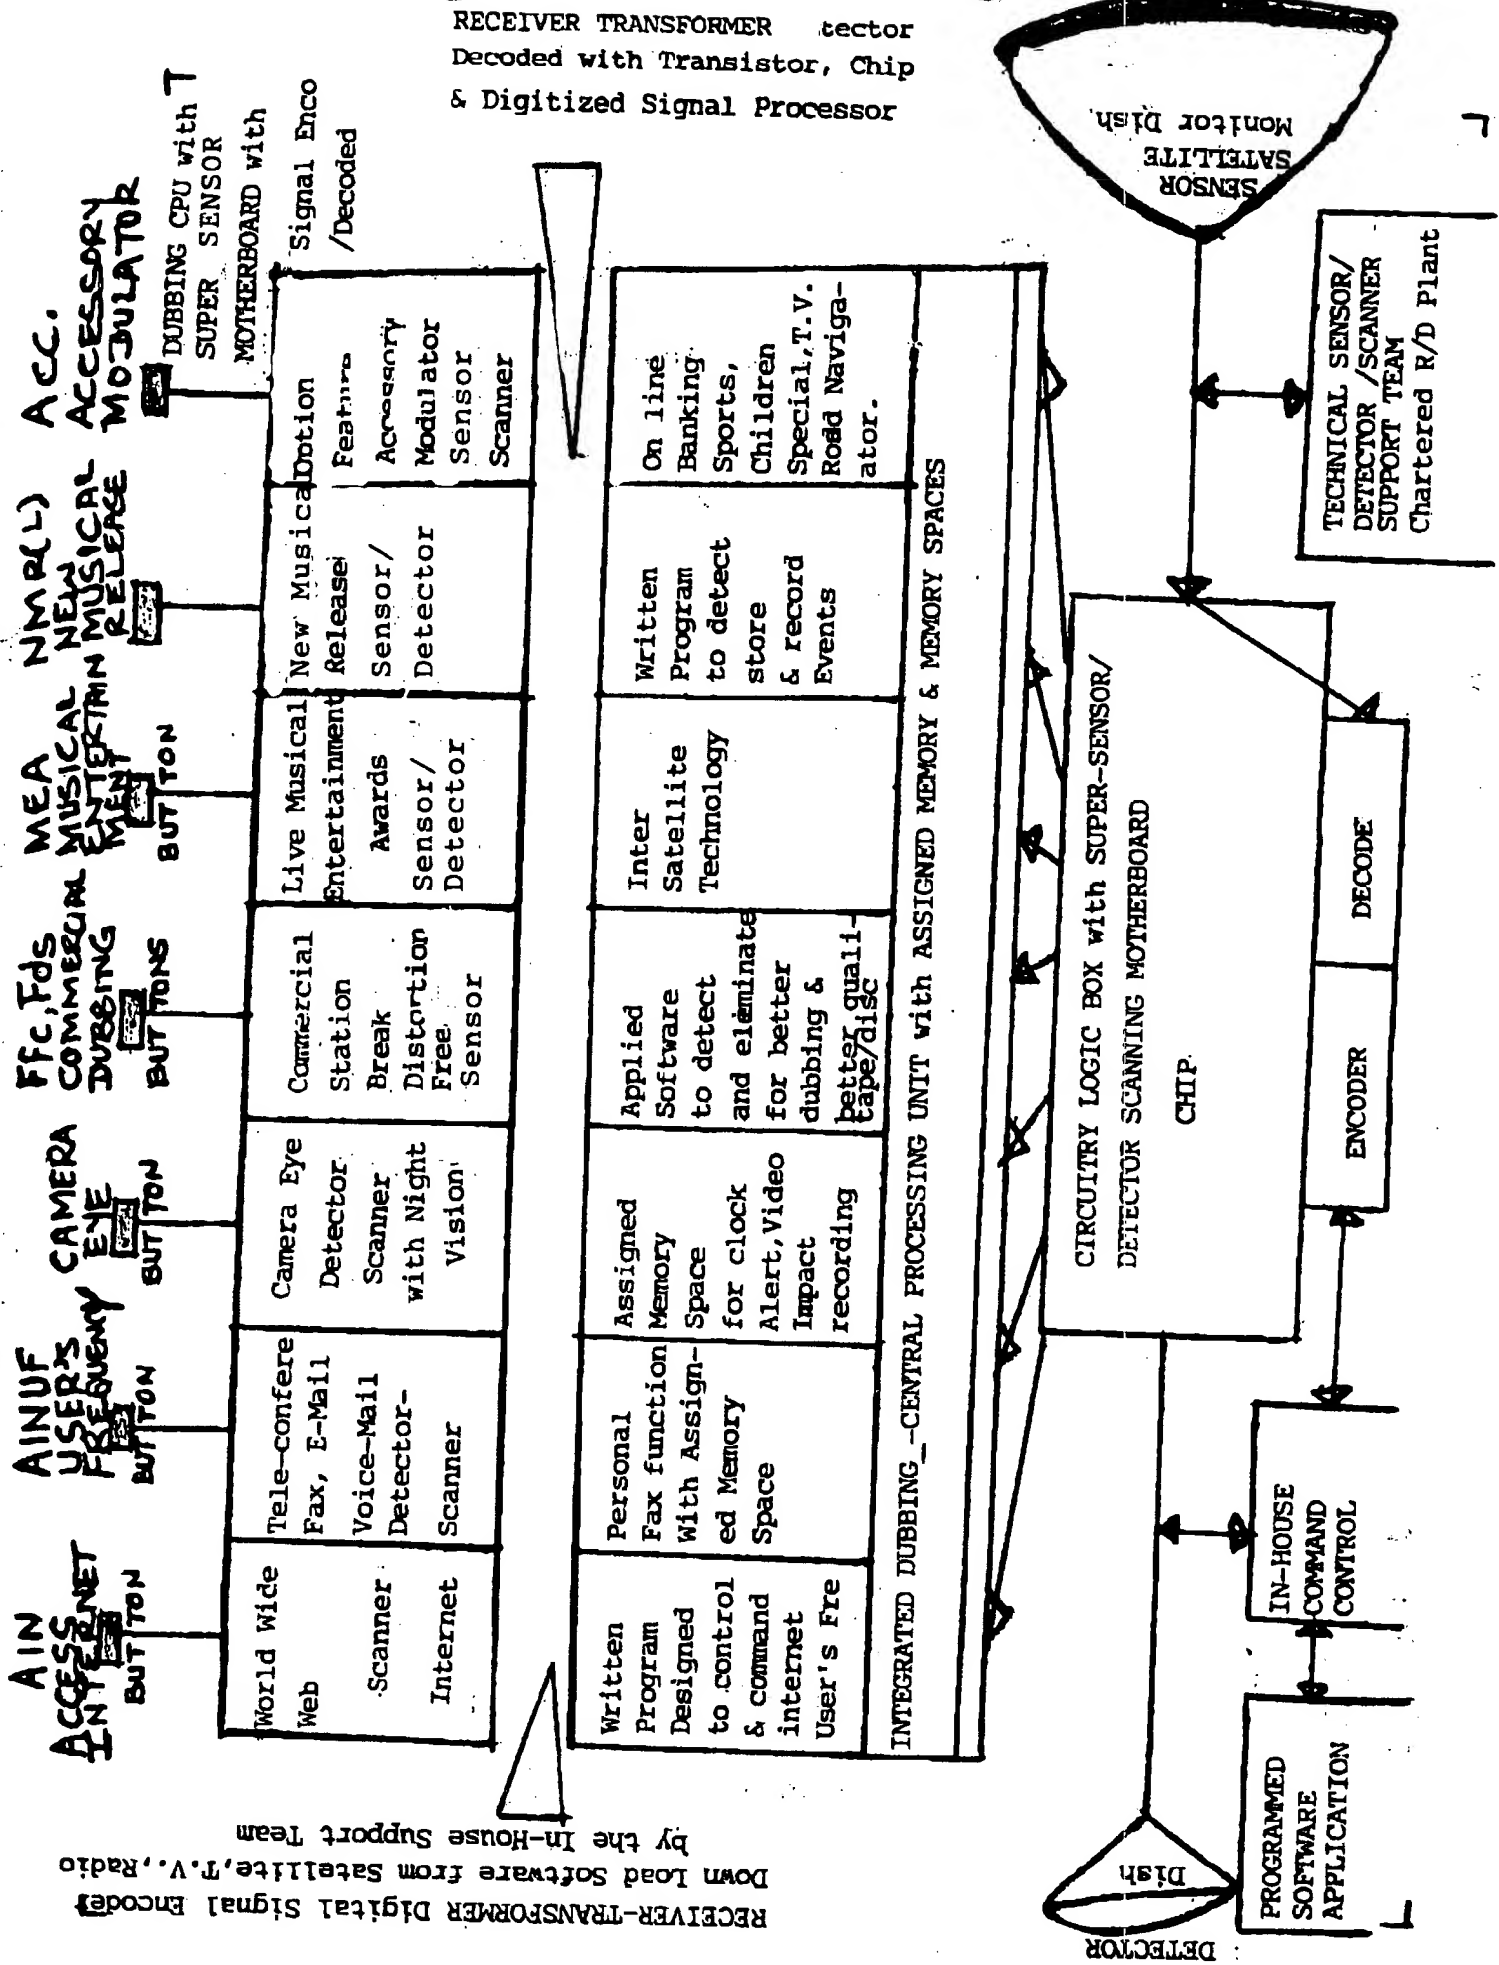 AIN
ACCESS
INTERNET
BUTTON
AINUF
USER'S
FREQUENCY
BUTTON
CAMERA
EYE
BUTTON
Ffc,Fds
COMMERCIAL
DUBBING
BUTTONS
MEA
MUSICAL
ENTERTAIN
MENT
BUTTON
NMR(L)
NEW
MUSICAL
RELEASE
ACC.
ACCESSORY
MODULATOR
DUBBING CPU with
SUPER SENSOR
MOTHERBOARD with
Signal Enco
/Decoded
RECEIVER TRANSFORMER tector
Decoded with Transistor, Chip
& Digitized Signal Processor
World Wide
Web
Scanner
Internet
Tele-confere
Fax, E-Mail
Voice-Mail
Detector-
Scanner
Camera Eye
Detector
Scanner
with Night
Vision
Commercial
Station
Break
Distortion
Free
Sensor
Live Musical
Entertainment
Awards
Sensor/
Detector
New Musical
Release
Sensor/
Detector
Feature
Accessory
Modulator
Sensor
Scanner
Written
Program
Designed
to control
& command
internet
User's Fre
Personal
Fax function
With Assign-
ed Memory
Space
Assigned
Memory
Space
for clock
Alert,Video
Impact
recording
Applied
Software
to detect
and eleminate
for better
dubbing &
better quali-
tape/disc
Inter
Satellite
Technology
Written
Program
to detect
store
& record
Events
On line
Banking
Sports,
Children
Special,T.V.
Road Naviga-
ator.
INTEGRATED DUBBING -CENTRAL PROCESSING UNIT with ASSIGNED MEMORY & MEMORY SPACES
RECEIVER-TRANSFORMER Digital Signal Encoder
Down Load Software from Satellite,T.V.,Radio
by the In-House Support Team
CIRCUITRY LOGIC BOX with SUPER-SENSOR/
DETECTOR SCANNING MOTHERBOARD
CHIP
ENCODER
DECODE
SENSOR
SATELLITE
Monitor Dish
TECHNICAL SENSOR/
DETECTOR /SCANNER
SUPPORT TEAM
Chartered R/D Plant
IN-HOUSE
COMMAND
CONTROL
PROGRAMMED
SOFTWARE
APPLICATION
Dish
DETECTOR